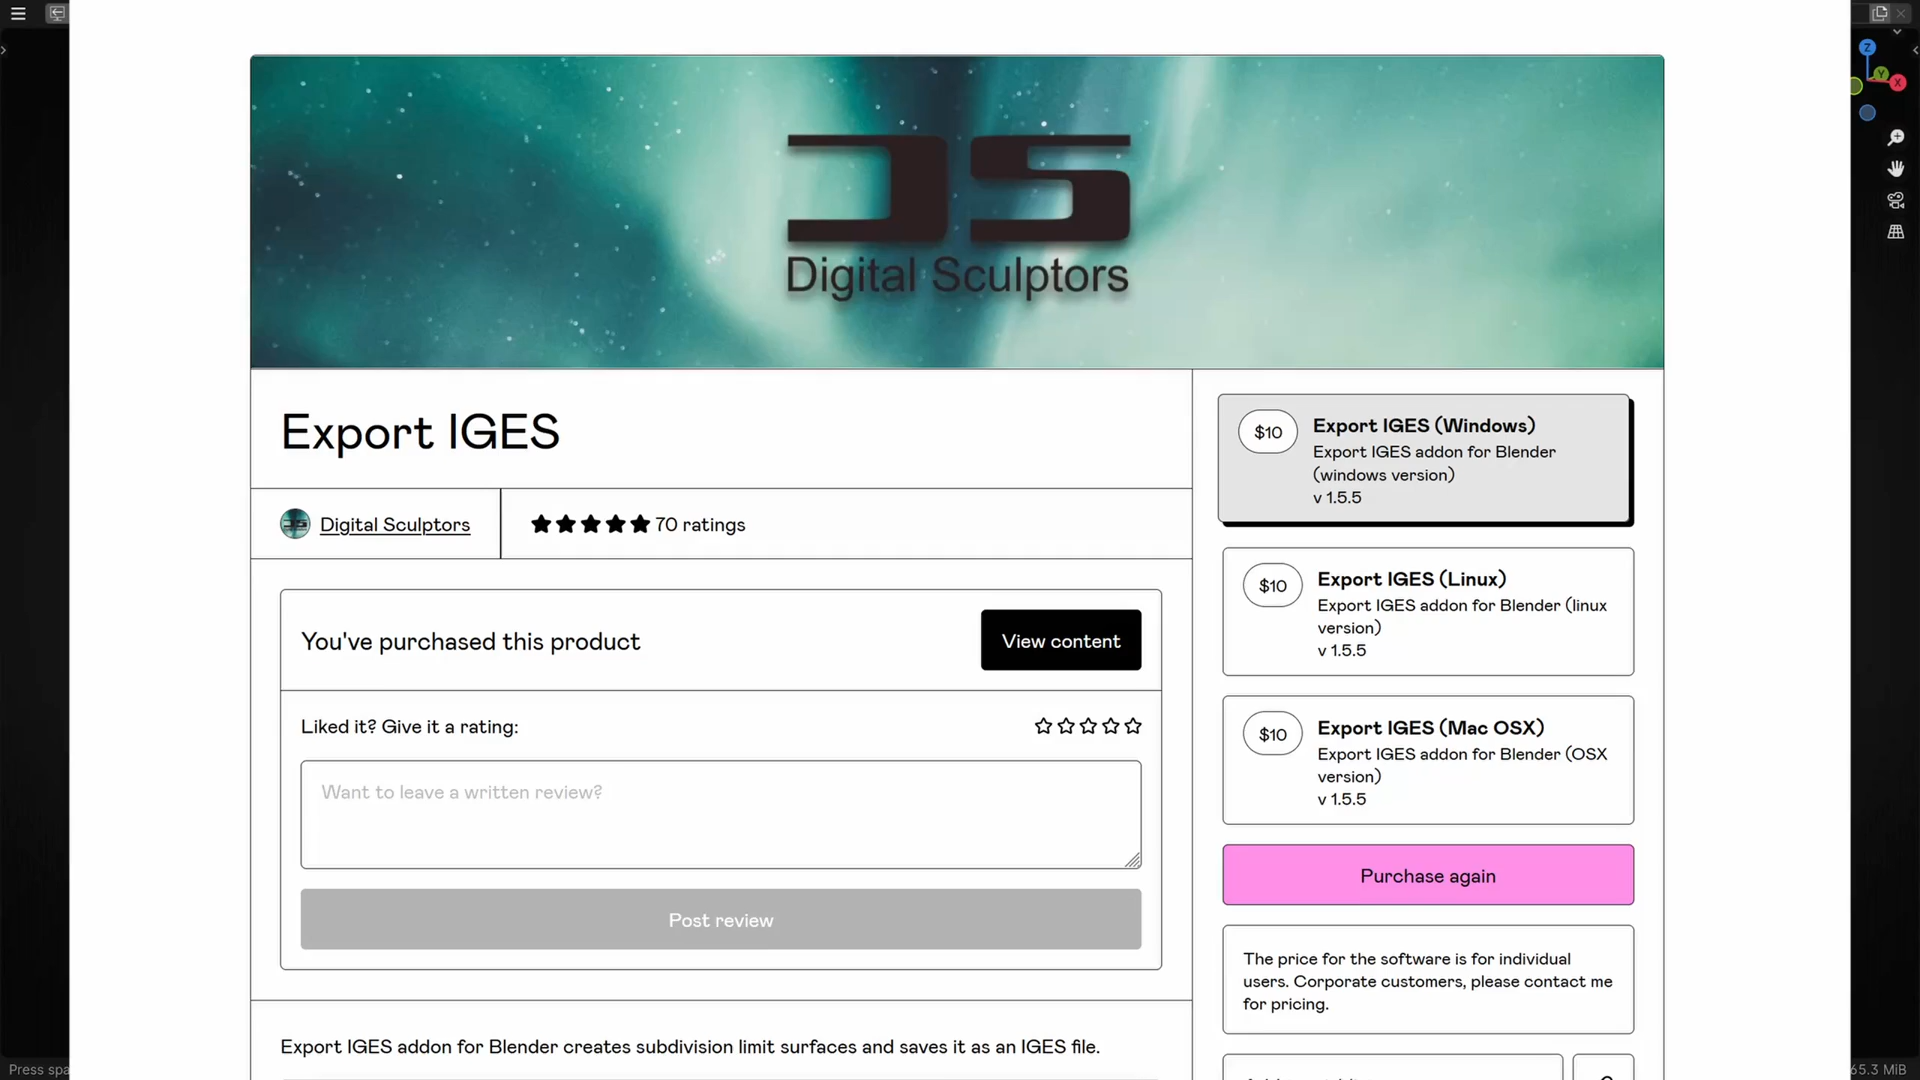 Z
Y
X
Digital Sculptors
Export IGES
Digital Sculptors
70 ratings
You've purchased this product
View content
Liked it? Give it a rating:
Want to leave a written review?
Post review
Export IGES addon for Blender creates subdivision limit surfaces and saves it as an IGES file.
$10
Export IGES (Windows)
Export IGES addon for Blender
(windows version)
v 1.5.5
$10
Export IGES (Linux)
Export IGES addon for Blender (linux
version)
v 1.5.5
$10
Export IGES (Mac OSX)
Export IGES addon for Blender (OSX
version)
v 1.5.5
Purchase again
The price for the software is for individual
users. Corporate customers, please contact me
for pricing.
Press spa
65.3 MiB